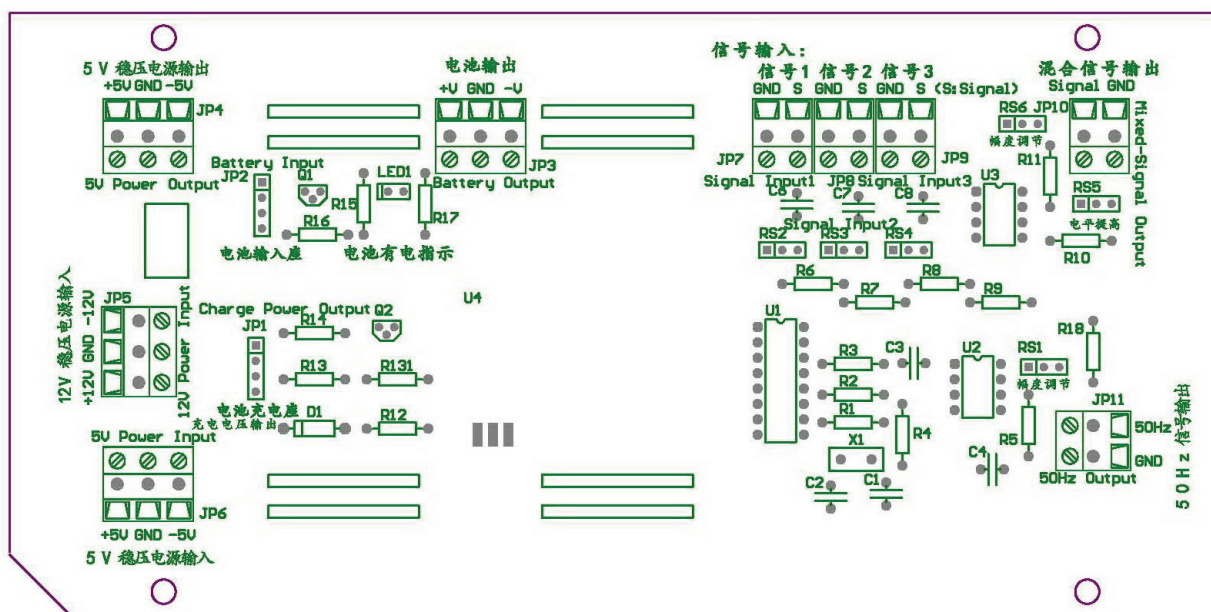 信号输入：
5V 稳压电源输出
+5V GND -5V
JP4
5V Power Output
电池输出
+V GND -V
JP3
Battery Output
信号1 信号2 信号3
GND S GND S GND S (S:Signal)
JP7
JP9
Signal Input1 JP8 Signal Input3
Signal Input2
混合信号输出
Signal GND
RS6 JP10
幅度调节
Mixed-Signal Output
R11
RS5
电平提高
R10
U3
Battery Input
JP2
Q1
LED1
R15
R17
R16
电池输入座
电池有电指示
C6
C7
C8
RS2
RS3
RS4
R6
R8
R7
R9
12V 稳压电源输入
+12V GND -12V
JP5
12V Power Input
Charge Power Output
JP1
R14
Q2
R13
R131
电池充电座
充电电压输出
D1
R12
U4
U1
R3
C3
R2
R1
R4
X1
C2
C1
U2
RS1
幅度调节
R18
R5
C4
JP11
50Hz
GND
50Hz Output
50Hz 信号输出
5V Power Input
JP6
+5V GND -5V
5V 稳压电源输入